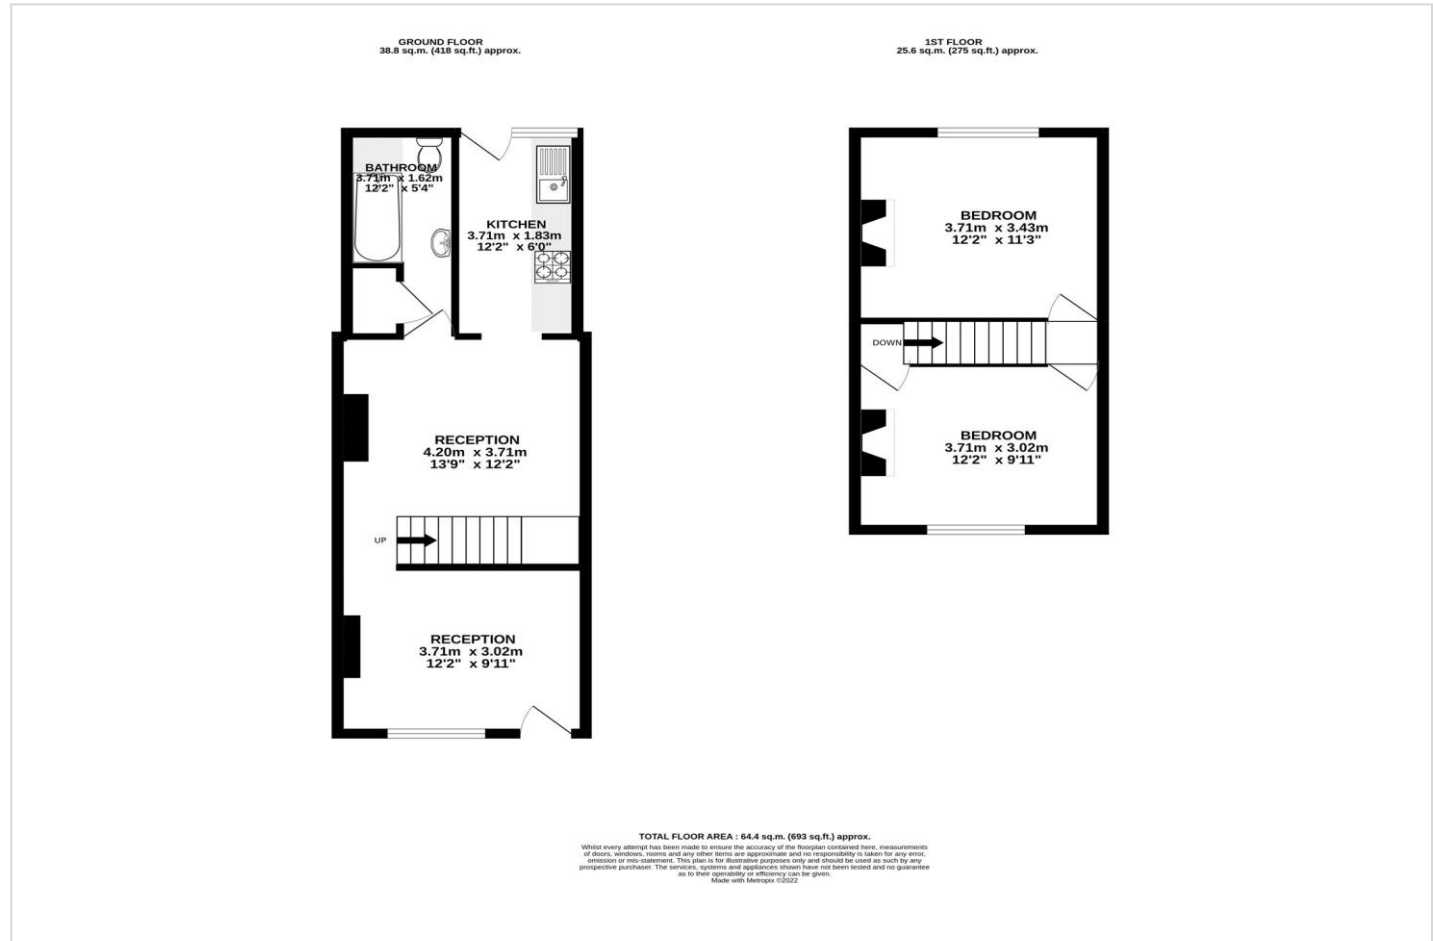 GROUND FLOOR
38.8 sq.m. (418 sq.ft.) approx.
1ST FLOOR
25.6 sq.m. (275 sq.ft.) approx.
BATHROOM
3.71m x 1.62m
12'2" x 5'4"
KITCHEN
3.71m x 1.83m
12'2" x 6'0"
RECEPTION
4.20m x 3.71m
13'9" x 12'2"
UP
RECEPTION
3.71m x 3.02m
12'2" x 9'11"
BEDROOM
3.71m x 3.43m
12'2" x 11'3"
DOWN
BEDROOM
3.71m x 3.02m
12'2" x 9'11"
TOTAL FLOOR AREA : 64.4 sq.m. (693 sq.ft.) approx.
Whilst every attempt has been made to ensure the accuracy of the floorplan contained here, measurements
of doors, windows, rooms and any other items are approximate and no responsibility is taken for any error,
omission or mis-statement. This plan is for illustrative purposes only and should be used as such by any
prospective purchaser. The services, systems and appliances shown have not been tested and no guarantee
as to their operability or efficiency can be given.
Made with Metropix ©2022